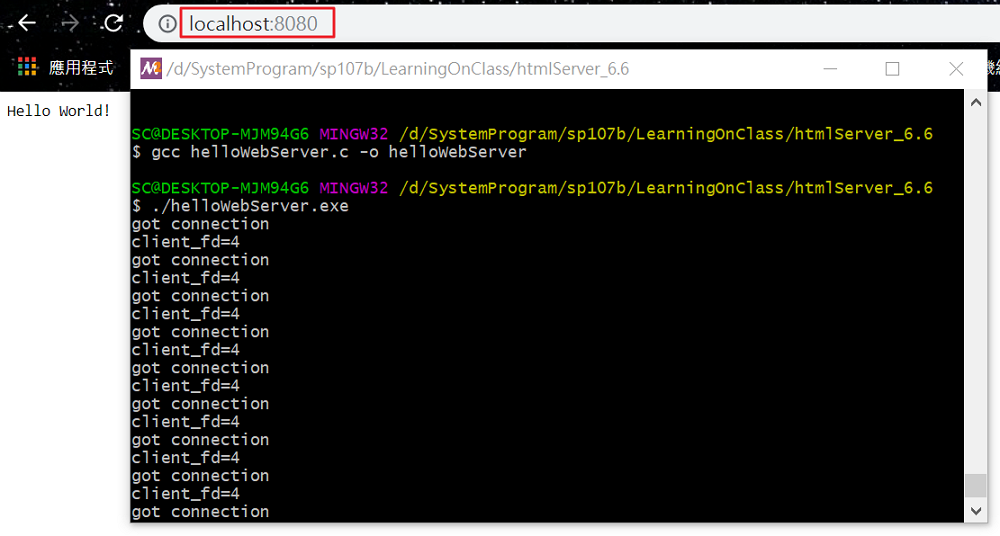 localhost:8080
應用程式
/d/SystemProgram/sp107b/LearningOnClass/htmlServer_6.6
Hello World!
SC@DESKTOP-MJM94G6 MINGW32 /d/SystemProgram/sp107b/LearningOnClass/htmlServer_6.6
$ gcc helloWebServer.c -o helloWebServer
SC@DESKTOP-MJM94G6 MINGW32 /d/SystemProgram/sp107b/LearningOnClass/htmlServer_6.6
$ ./helloWebServer.exe
got connection
client_fd=4
got connection
client_fd=4
got connection
client_fd=4
got connection
client_fd=4
got connection
client_fd=4
got connection
client_fd=4
got connection
client_fd=4
got connection
client_fd=4
got connection